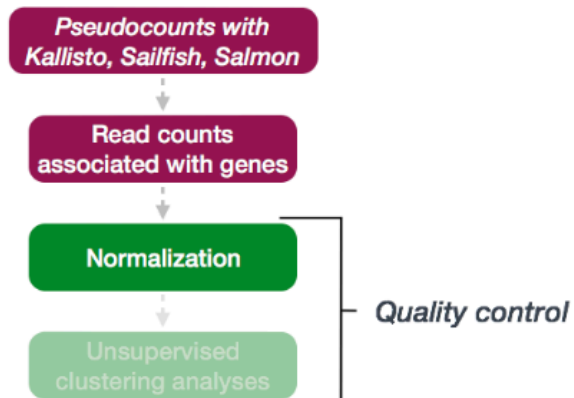 Pseudocounts with
Kallisto, Sailfish, Salmon
Read counts
associated with genes
Normalization
Quality control
Unsupervised
clustering analyses